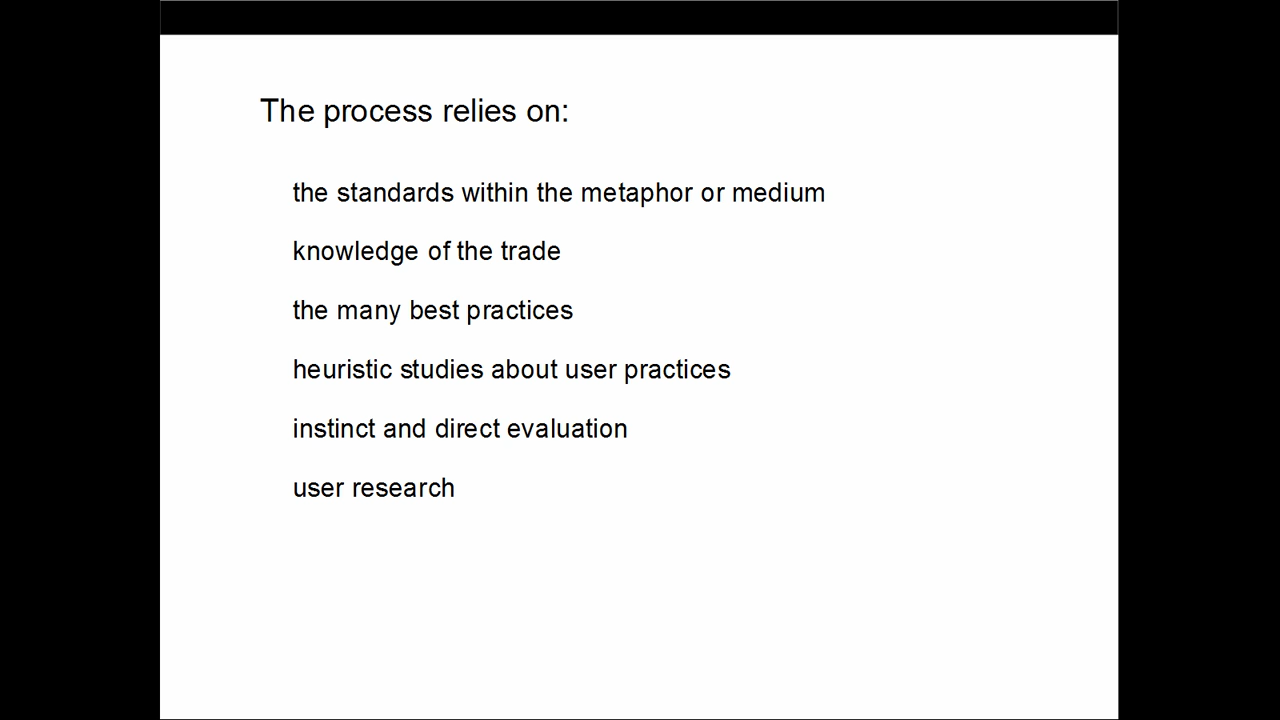 The process relies on:
the standards within the metaphor or medium
knowledge of the trade
the many best practices
heuristic studies about user practices
instinct and direct evaluation
user research